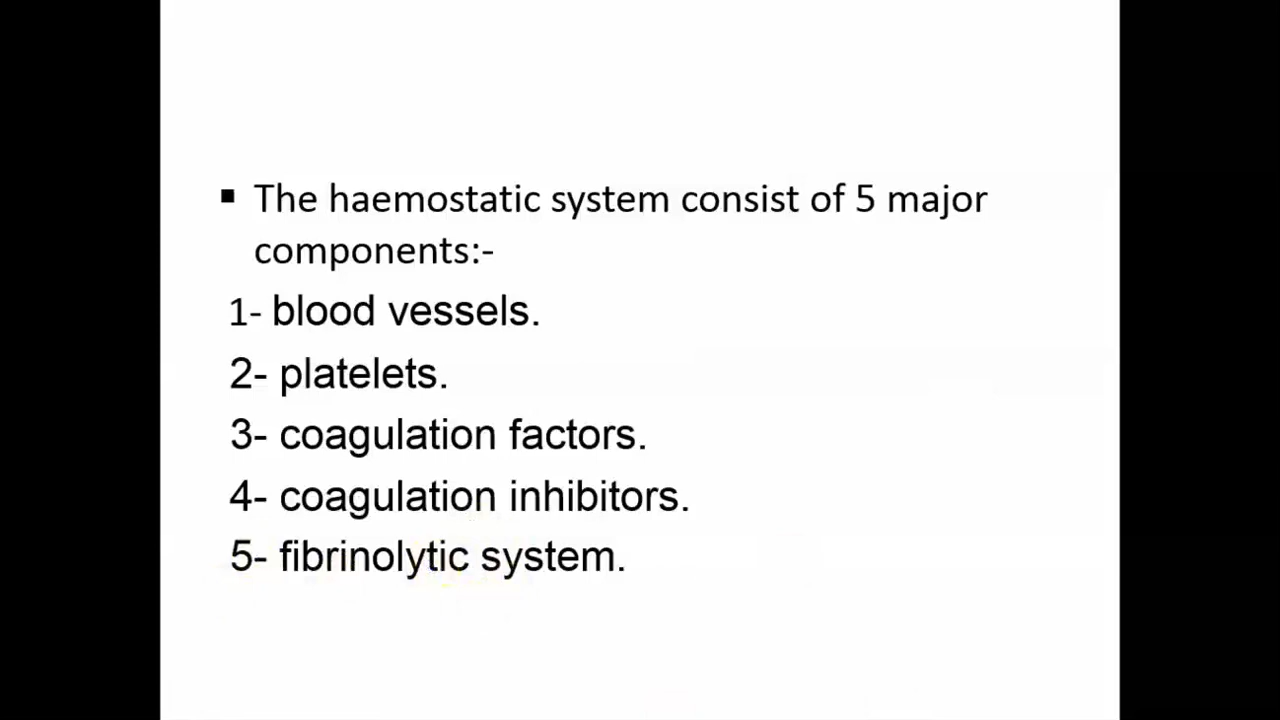 ▪ The haemostatic system consist of 5 major
components:-
1- blood vessels.
2- platelets.
3- coagulation factors.
4- coagulation inhibitors.
5- fibrinolytic system.